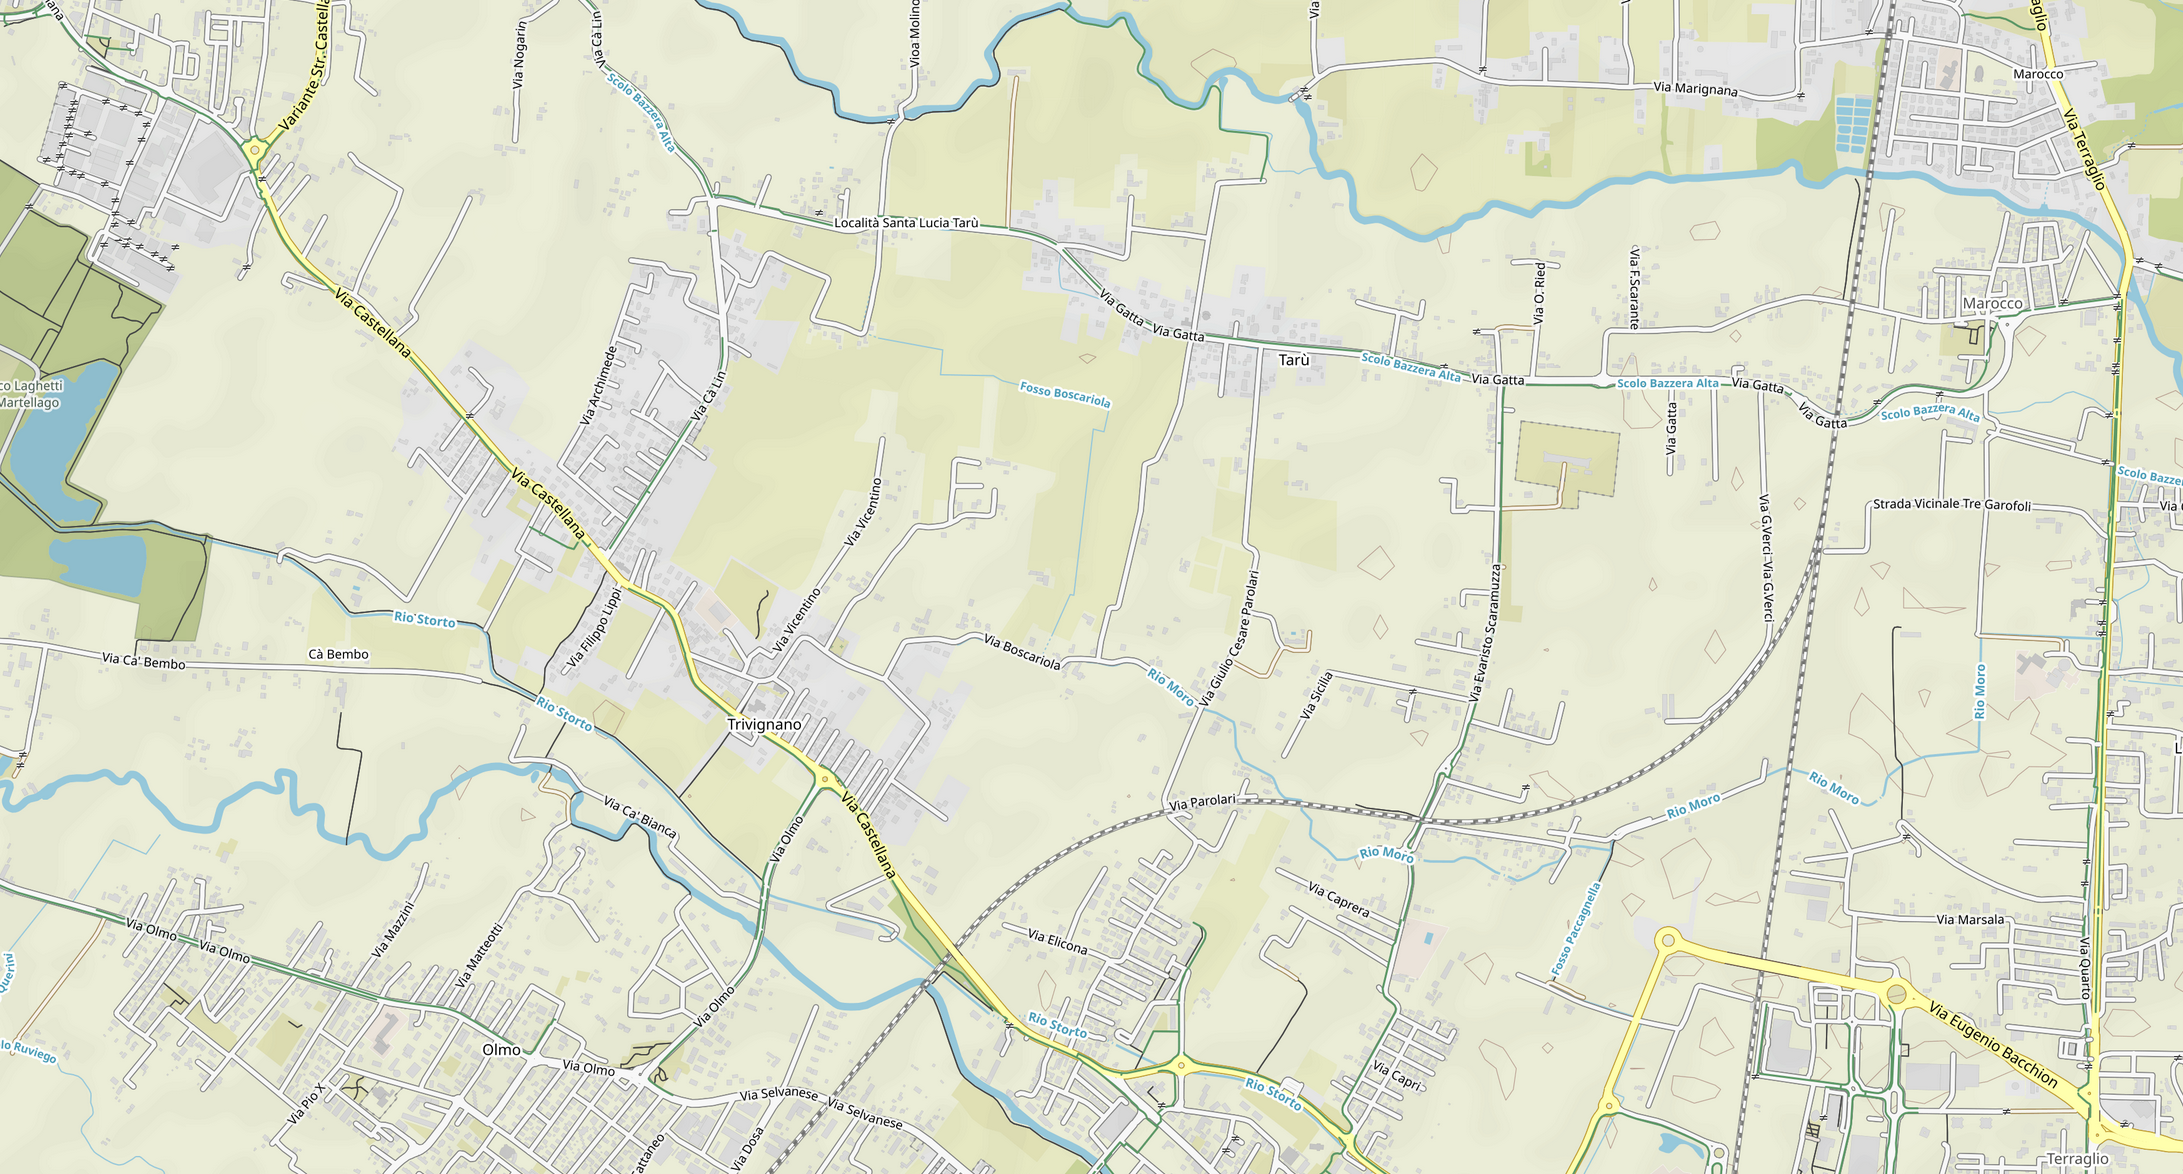 Variante Str. Castella
Via Nogarin
Via Cà Lin
Scolo Bazzera Alta
Vioa Molino
Via Marignana
Marocco
Via Terraglio
Località Santa Lucia Tarù
Via Castellana
Via Gatta
Via Gatta
Tarù
Via O. Ried
Via F.Scarante
Marocco
Scolo Bazzera Alta
Via Gatta
Scolo Bazzera Alta
Via Gatta
Via Gatta
Scolo Bazzera Alta
Via Gatta
Fosso Boscariola
Via Archimede
Via Cà Lin
co Laghetti
Martellago
Via Castellana
Via Vicentino
Via G.Verci
Via G.Verci
Strada Vicinale Tre Garofoli
Scolo Bazze
Rio Storto
Via Ca' Bembo
Cà Bembo
Via Filippo Lippi
Via Vicentino
Via Boscariola
Rio Moro
Via Giulio Cesare Parolari
Via Sicilia
Via Evaristo Scaramuzza
Rio Moro
Rio Storto
Trivignano
Via Ca' Bianca
Via Olmo
Via Castellana
Via Parolari
Rio Moro
Rio Moro
Rio Moro
Via Caprera
Fosso Paccagnella
Via Marsala
Via Quarto
Via Olmo
Via Olmo
Via Mazzini
Via Matteotti
Via Elicona
Querini
lo Ruviego
Olmo
Via Olmo
Via Olmo
Via Pio X
Via Selvanese
Via Selvanese
Via Dosa
attaneo
Rio Storto
Rio Storto
Via Capri
Via Eugenio Bacchion
Terraglio